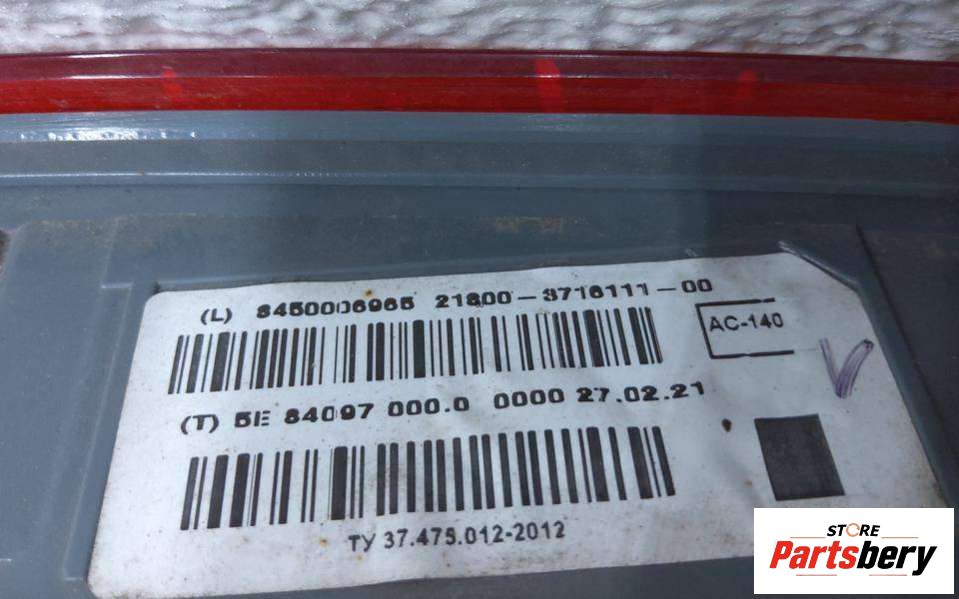 (L) 8450006965 21800-3716111-00
AC-140
(T) 5E 84097 000.0 0000 27.02.21
ТУ 37.475.012-2012
V
STORE
Partsbery